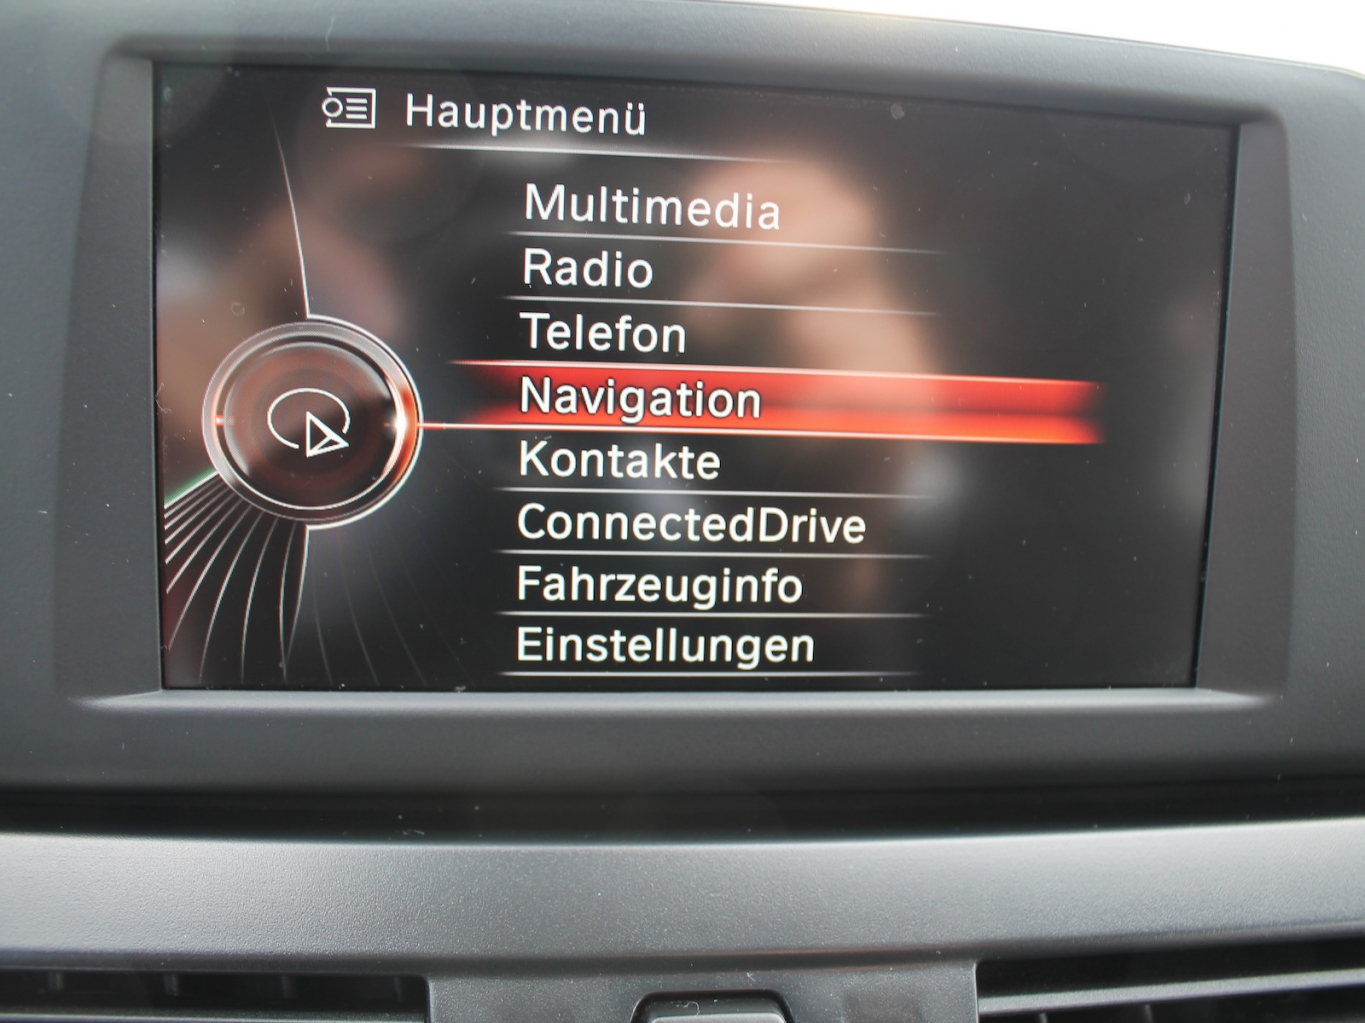 Hauptmenü
Multimedia
Radio
Telefon
Navigation
Kontakte
ConnectedDrive
Fahrzeuginfo
Einstellungen